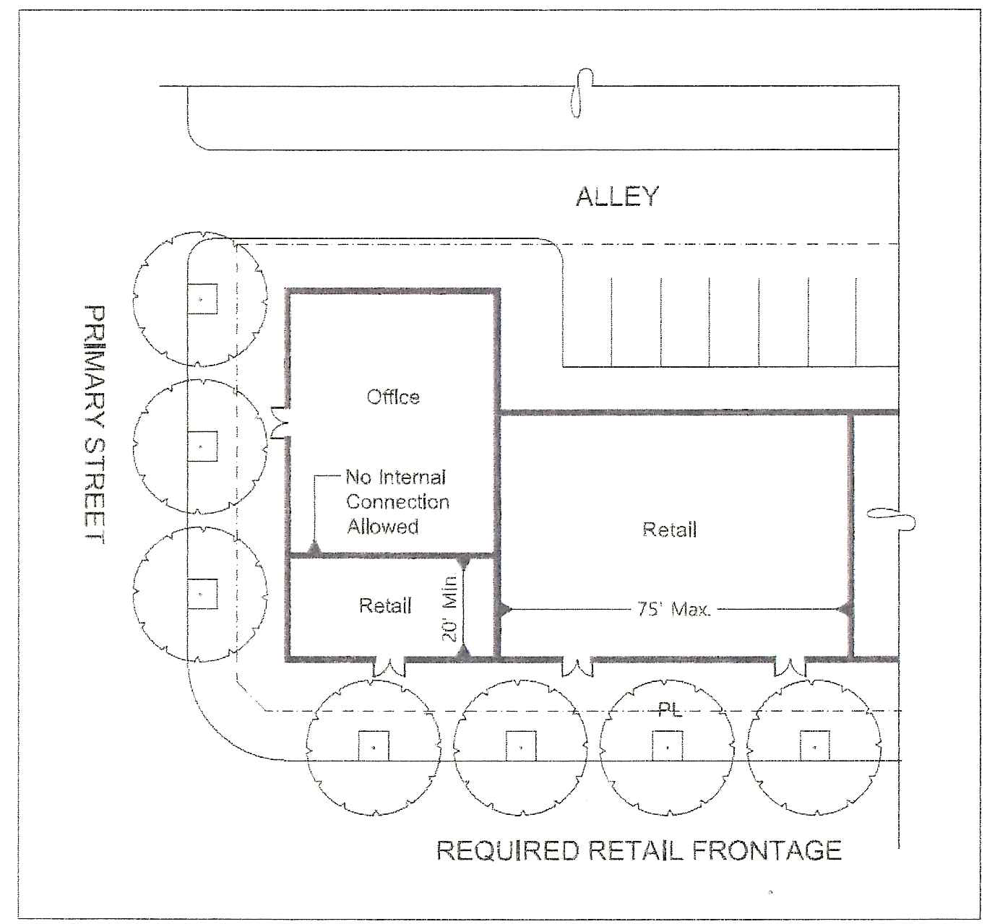 ALLEY
PRIMARY STREET
Office
No Internal
Connection
Allowed
Retail
Retail
20' Min
75' Max.
PL
REQUIRED RETAIL FRONTAGE